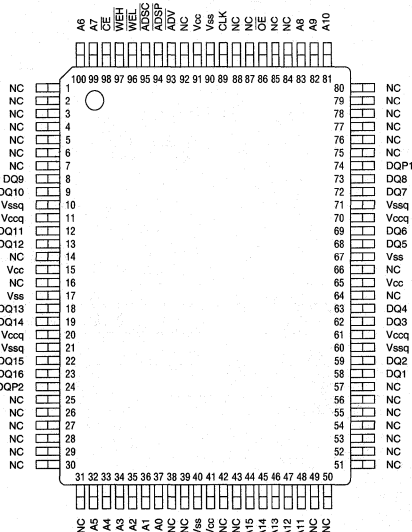 A6 A7 CE WEH WEL ADSC ADSP ADV NC Vcc Vss CLK NC NC OE NC NC A8 A9 A10
100 99 98 97 96 95 94 93 92 91 90 89 88 87 86 85 84 83 82 81
NC 1 80 NC
NC 2 79 NC
NC 3 78 NC
NC 4 77 NC
NC 5 76 NC
NC 6 75 NC
NC 7 74 DQP1
DQ9 8 73 DQ8
DQ10 9 72 DQ7
Vssq 10 71 Vssq
Vccq 11 70 Vccq
DQ11 12 69 DQ6
DQ12 13 68 DQ5
NC 14 67 Vss
Vcc 15 66 NC
NC 16 65 Vcc
Vss 17 64 NC
DQ13 18 63 DQ4
DQ14 19 62 DQ3
Vccq 20 61 Vccq
Vssq 21 60 Vssq
DQ15 22 59 DQ2
DQ16 23 58 DQ1
DQP2 24 57 NC
NC 25 56 NC
NC 26 55 NC
NC 27 54 NC
NC 28 53 NC
NC 29 52 NC
NC 30 51 NC
31 32 33 34 35 36 37 38 39 40 41 42 43 44 45 46 47 48 49 50
NC A5 A4 A3 A2 A1 A0 NC NC Vss Vcc NC NC A15 A14 A13 A12 A11 NC NC